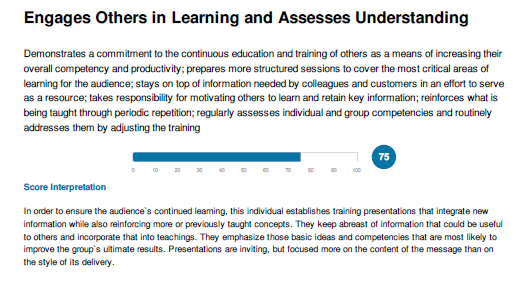 Engages Others in Learning and Assesses Understanding
Demonstrates a commitment to the continuous education and training of others as a means of increasing their
overall competency and productivity; prepares more structured sessions to cover the most critical areas of
learning for the audience; stays on top of information needed by colleagues and customers in an effort to serve
as a resource; takes responsibility for motivating others to learn and retain key information; reinforces what is
being taught through periodic repetition; regularly assesses individual and group competencies and routinely
addresses them by adjusting the training
75
0 10 20 30 40 50 60 70 80 90 100
Score Interpretation
In order to ensure the audience`s continued learning, this individual establishes training presentations that integrate new
information while also reinforcing more or previously taught concepts. They keep abreast of information that could be useful
to others and incorporate that into teachings. They emphasize those basic ideas and competencies that are most likely to
improve the group`s ultimate results. Presentations are inviting, but focused more on the content of the message than on
the style of its delivery.